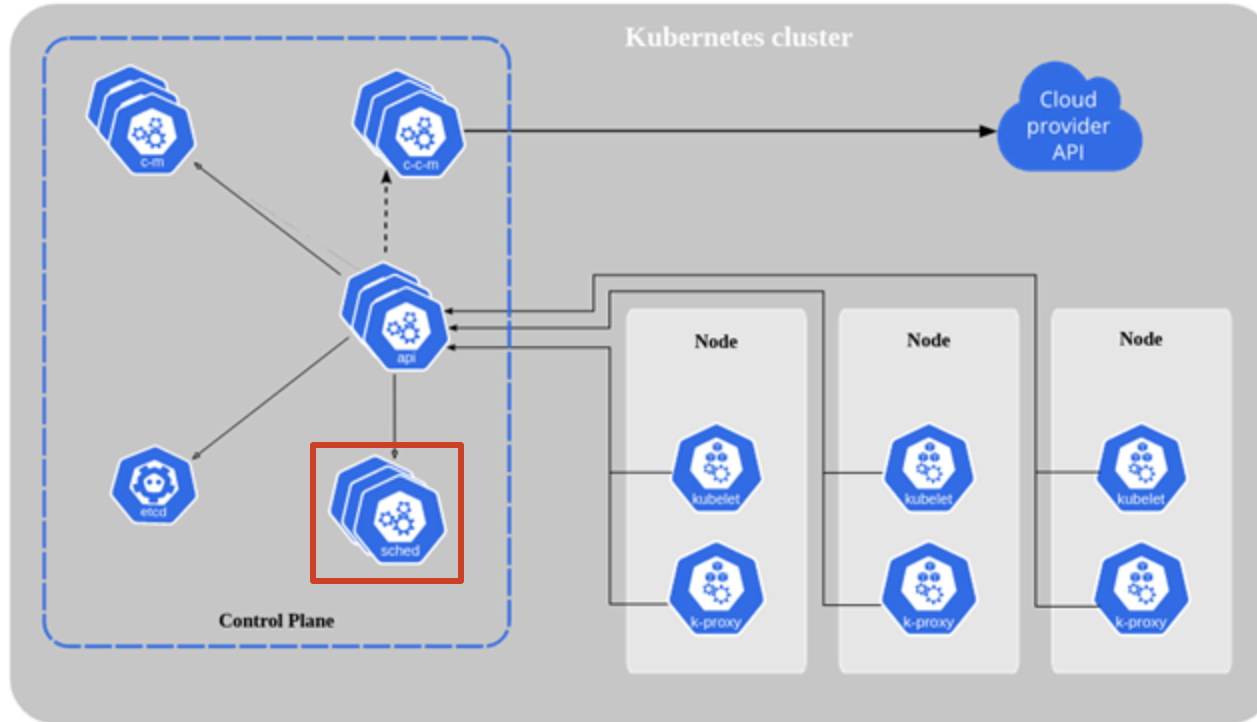 Kubernetes cluster
c-m
c-c-m
Cloud
provider
API
api
etcd
sched
Control Plane
Node
kubelet
k-proxy
Node
kubelet
k-proxy
Node
kubelet
k-proxy